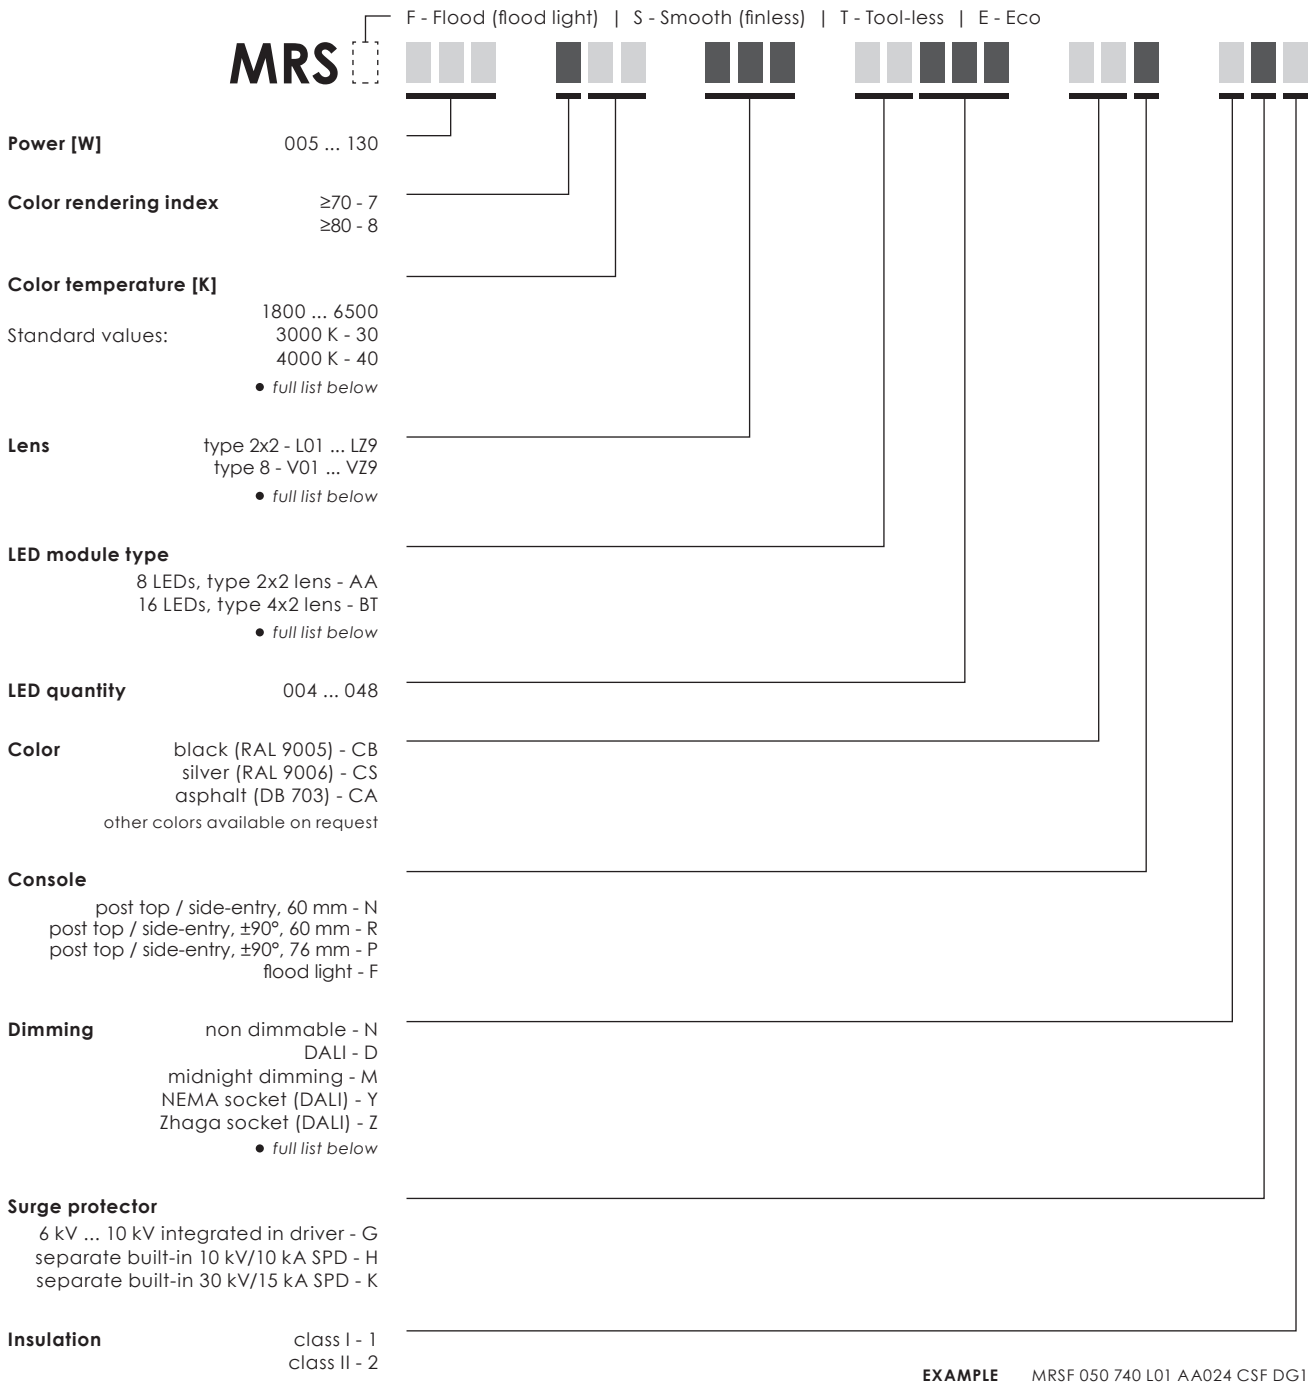 F - Flood (flood light) | S - Smooth (finless) | T - Tool-less | E - Eco
MRS
Power [W] 005 ... 130
Color rendering index ≥70 - 7
≥80 - 8
Color temperature [K]
1800 ... 6500
Standard values: 3000 K - 30
4000 K - 40
• full list below
Lens type 2x2 - L01 ... LZ9
type 8 - V01 ... VZ9
• full list below
LED module type
8 LEDs, type 2x2 lens - AA
16 LEDs, type 4x2 lens - BT
• full list below
LED quantity 004 ... 048
Color black (RAL 9005) - CB
silver (RAL 9006) - CS
asphalt (DB 703) - CA
other colors available on request
Console
post top / side-entry, 60 mm - N
post top / side-entry, ±90°, 60 mm - R
post top / side-entry, ±90°, 76 mm - P
flood light - F
Dimming non dimmable - N
DALI - D
midnight dimming - M
NEMA socket (DALI) - Y
Zhaga socket (DALI) - Z
• full list below
Surge protector
6 kV ... 10 kV integrated in driver - G
separate built-in 10 kV/10 kA SPD - H
separate built-in 30 kV/15 kA SPD - K
Insulation class I - 1
class II - 2
EXAMPLE MRSF 050 740 L01 AA024 CSF DG1